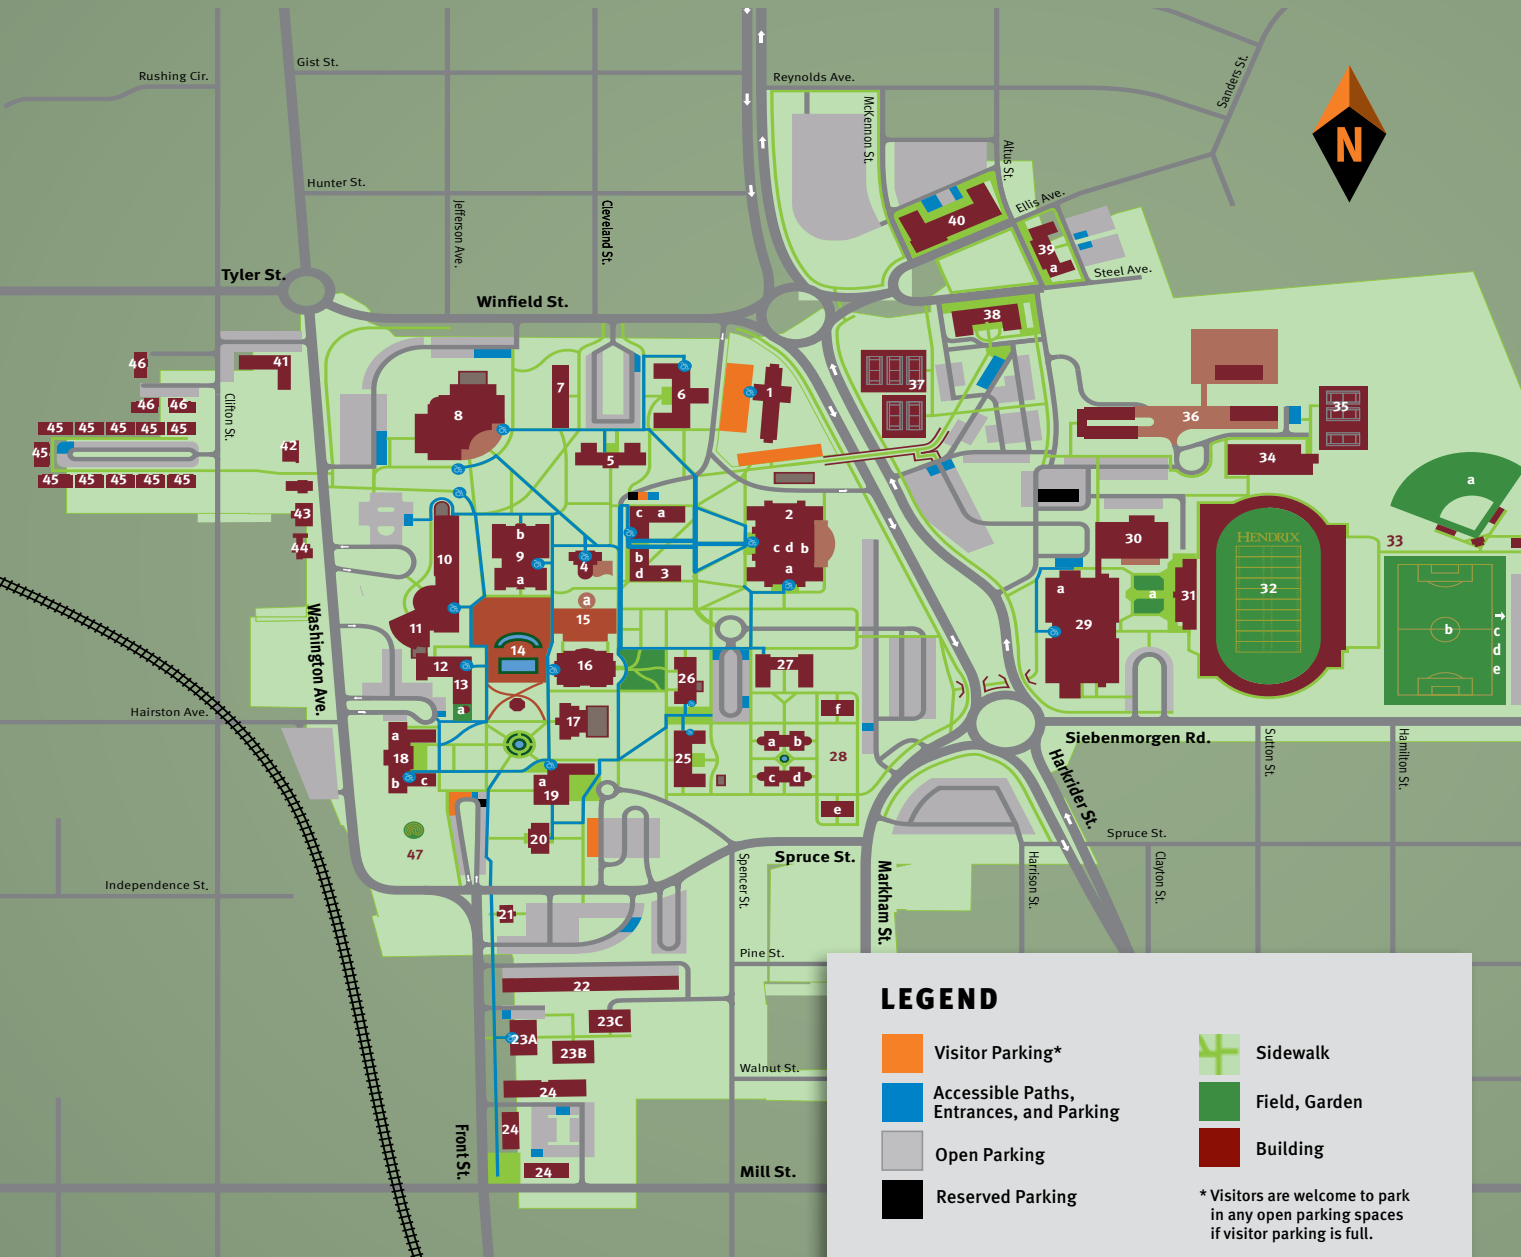 Gist St.
Rushing Cir.
Reynolds Ave.
Sanders St.
McKennon St.
Altus St.
N
Hunter St.
Jefferson Ave.
Cleveland St.
Ellis Ave.
40
39
a
Steel Ave.
Tyler St.
Winfield St.
38
46
41
37
7
1
6
8
46 46
Clifton St.
36
35
45 45 45 45 45
42
45
5
34
45 45 45 45 45
a
43
c a
2
44
b
9
a
10
4
b
d 3
c d b
a
30
HENDRIX
33
32
a
31
a
29
Washington Ave.
a
15
11
14
b
c
d
e
12
16
27
26
13
a
Hairston Ave.
17
f
a
18
b c
a b
28
c d
25
Siebenmorgen Rd.
Sutton St.
Hamilton St.
Harkrider St.
a
19
e
47
20
Spruce St.
Spruce St.
Independence St.
Spencer St.
Markham St.
Harrison St.
Clayton St.
21
Pine St.
22
23C
23A
23B
Walnut St.
24
24
24
Front St.
Mill St.
LEGEND
Visitor Parking*
Accessible Paths,
Entrances, and Parking
Open Parking
Reserved Parking
Sidewalk
Field, Garden
Building
* Visitors are welcome to park
in any open parking spaces
if visitor parking is full.